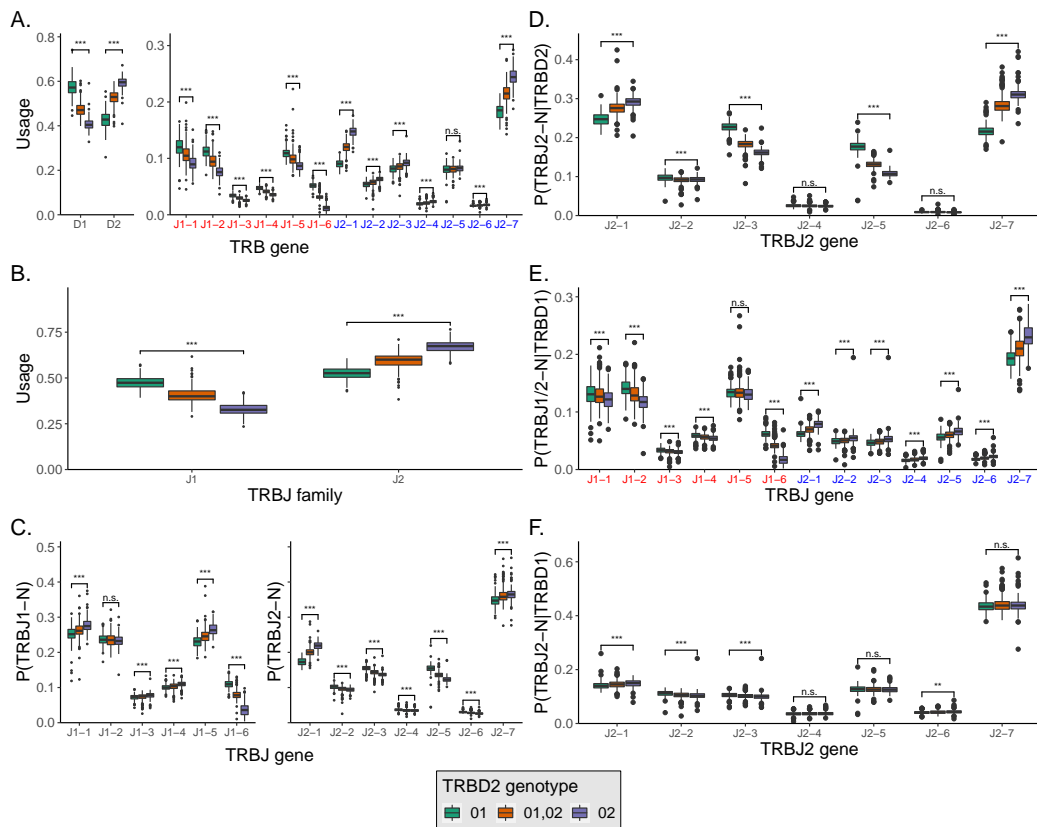 A.
Usage
0.8
0.6
0.4
0.2
0.0
***
***
D1
D2
0.3
0.2
0.1
0.0
***
***
***
***
***
***
***
***
***
***
n.s.
***
***
J1−1
J1−2
J1−3
J1−4
J1−5
J1−6
J2−1
J2−2
J2−3
J2−4
J2−5
J2−6
J2−7
TRB gene
B.
Usage
0.75
0.50
0.25
0.00
***
***
J1
J2
TRBJ family
C.
P(TRBJ1−N)
0.5
0.4
0.3
0.2
0.1
0.0
***
n.s.
***
***
***
***
J1−1
J1−2
J1−3
J1−4
J1−5
J1−6
P(TRBJ2−N)
***
***
***
***
***
***
***
J2−1
J2−2
J2−3
J2−4
J2−5
J2−6
J2−7
TRBJ gene
D.
P(TRBJ2−N|TRBD2)
0.5
0.4
0.3
0.2
0.1
0.0
***
***
***
n.s.
***
n.s.
***
J2−1
J2−2
J2−3
J2−4
J2−5
J2−6
J2−7
TRBJ2 gene
E.
P(TRBJ1/2−N|TRBD1)
0.3
0.2
0.1
0.0
***
***
***
***
n.s.
***
***
***
***
***
***
***
***
J1−1
J1−2
J1−3
J1−4
J1−5
J1−6
J2−1
J2−2
J2−3
J2−4
J2−5
J2−6
J2−7
TRBJ gene
F.
P(TRBJ2−N|TRBD1)
0.6
0.4
0.2
0.0
***
***
***
n.s.
n.s.
**
n.s.
J2−1
J2−2
J2−3
J2−4
J2−5
J2−6
J2−7
TRBJ2 gene
TRBD2 genotype
01
01,02
02